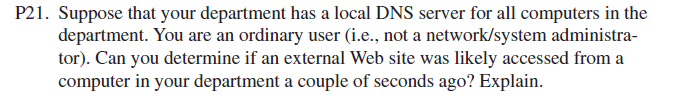 P21. Suppose that your department has a local DNS server for all computers in the
department. You are an ordinary user (i.e., not a network/system administra-
tor). Can you determine if an external Web site was likely accessed from a
computer in your department a couple of seconds ago? Explain.